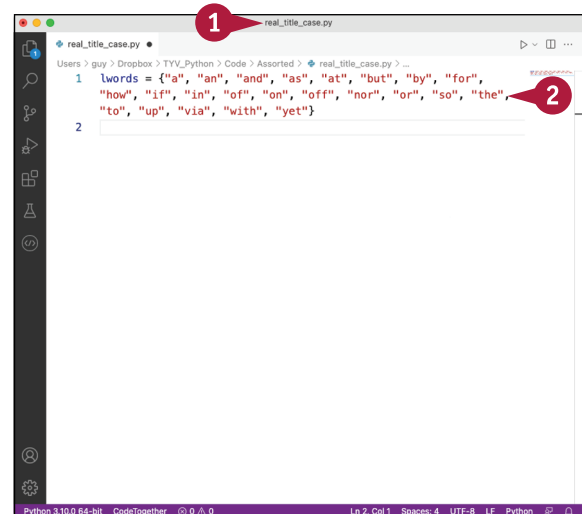 1
real_title_case.py
real_title_case.py
Users > guy > Dropbox > TYV_Python > Code > Assorted > real_title_case.py > ...
1 lwords = {"a", "an", "and", "as", "at", "but", "by", "for",
"how", "if", "in", "of", "on", "off", "nor", "or", "so", "the",
"to", "up", "via", "with", "yet"}
2
2
1
Python 3.10.0 64-bit CodeTogether 0 0 Ln 2, Col 1 Spaces: 4 UTF-8 LF Python